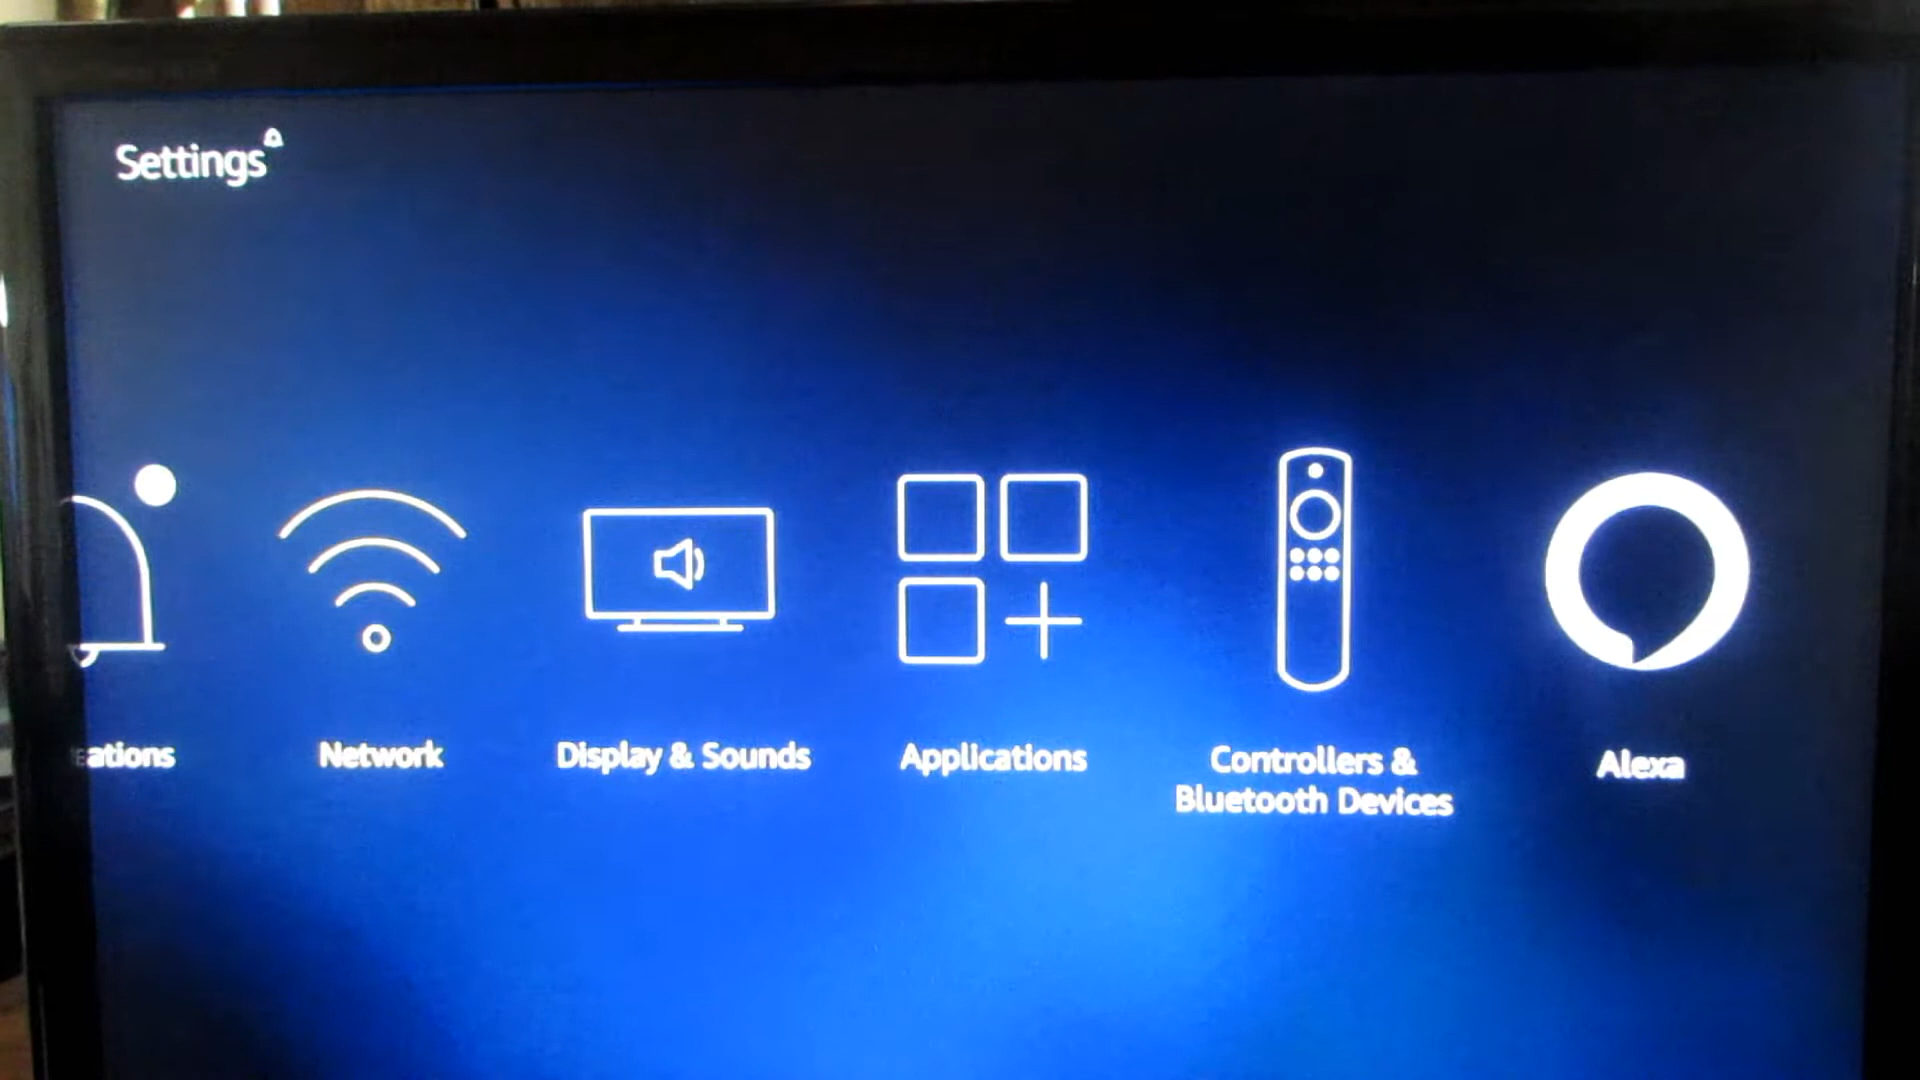 Settings
ations
Network
Display & Sounds
Applications
Controllers &
Bluetooth Devices
Alexa